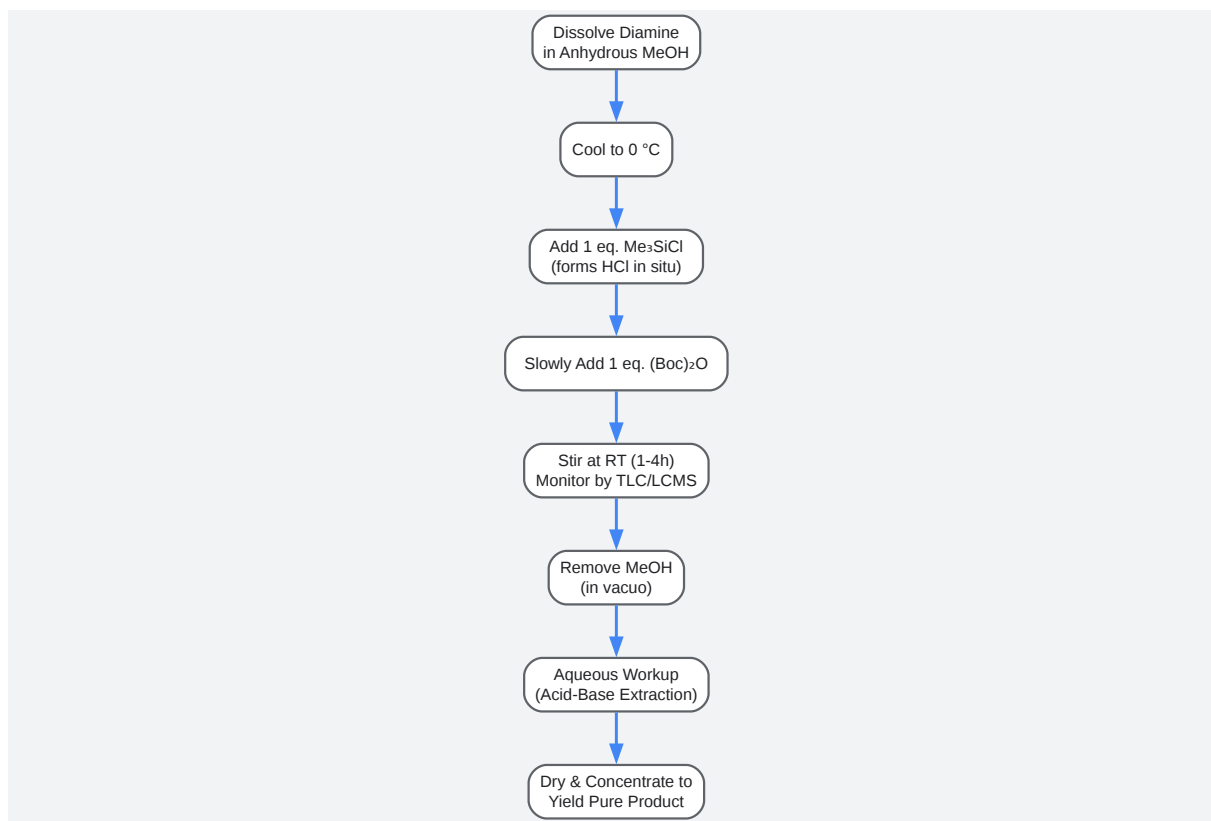 Dissolve Diamine
in Anhydrous MeOH
Cool to 0 °C
Add 1 eq. Me₃SiCl
(forms HCl in situ)
Slowly Add 1 eq. (Boc)₂O
Stir at RT (1-4h)
Monitor by TLC/LCMS
Remove MeOH
(in vacuo)
Aqueous Workup
(Acid-Base Extraction)
Dry & Concentrate to
Yield Pure Product